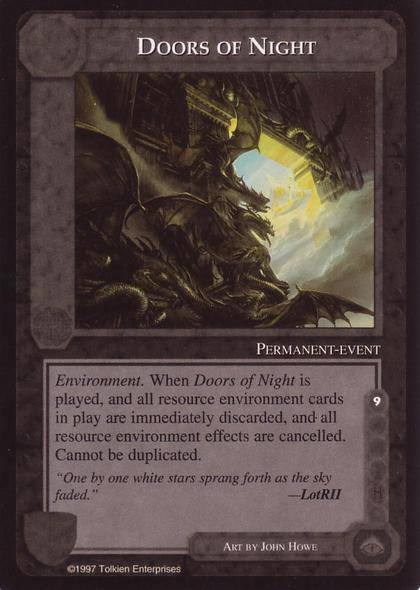 DOORS OF NIGHT
PERMANENT-EVENT
Environment. When Doors of Night is
played, and all resource environment cards
in play are immediately discarded, and all
resource environment effects are cancelled.
Cannot be duplicated.
9
"One by one white stars sprang forth as the sky
faded." —LotRII
H
ART BY JOHN HOWE
©1997 Tolkien Enterprises